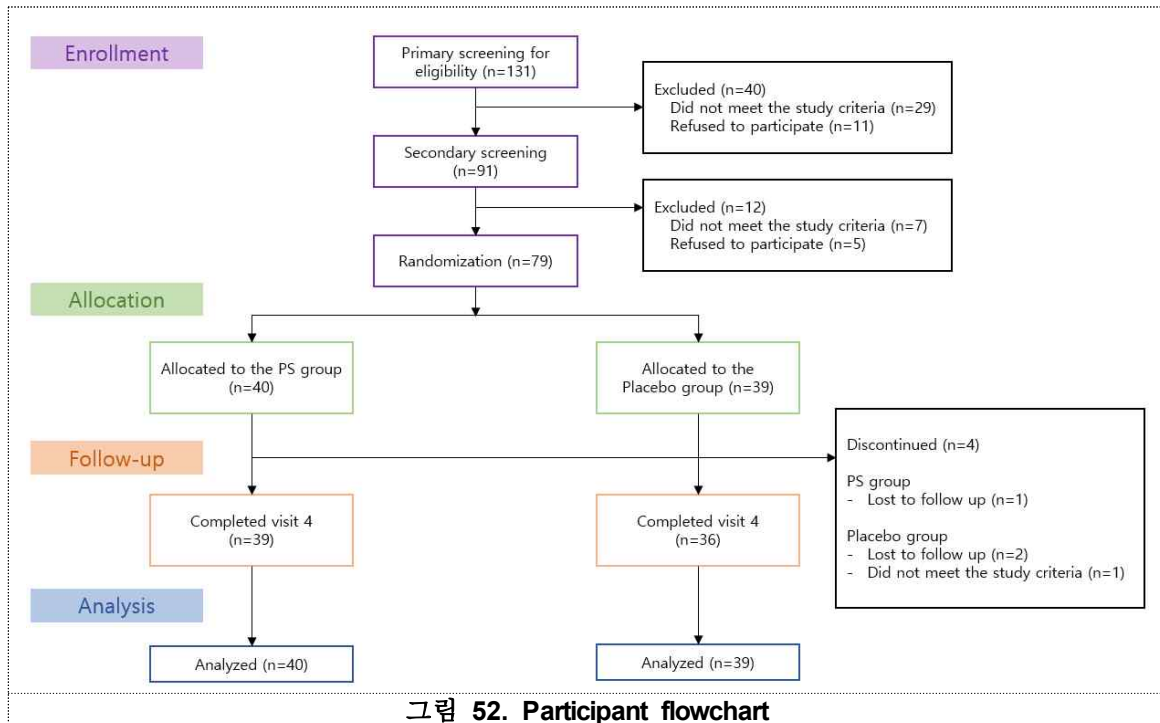 Enrollment
Primary screening for
eligibility (n=131)
Excluded (n=40)
Did not meet the study criteria (n=29)
Refused to participate (n=11)
Secondary screening
(n=91)
Excluded (n=12)
Did not meet the study criteria (n=7)
Refused to participate (n=5)
Randomization (n=79)
Allocation
Allocated to the PS group
(n=40)
Allocated to the
Placebo group (n=39)
Follow-up
Discontinued (n=4)
PS group
- Lost to follow up (n=1)
Placebo group
- Lost to follow up (n=2)
- Did not meet the study criteria (n=1)
Completed visit 4
(n=39)
Completed visit 4
(n=36)
Analysis
Analyzed (n=40)
Analyzed (n=39)
그림 52. Participant flowchart